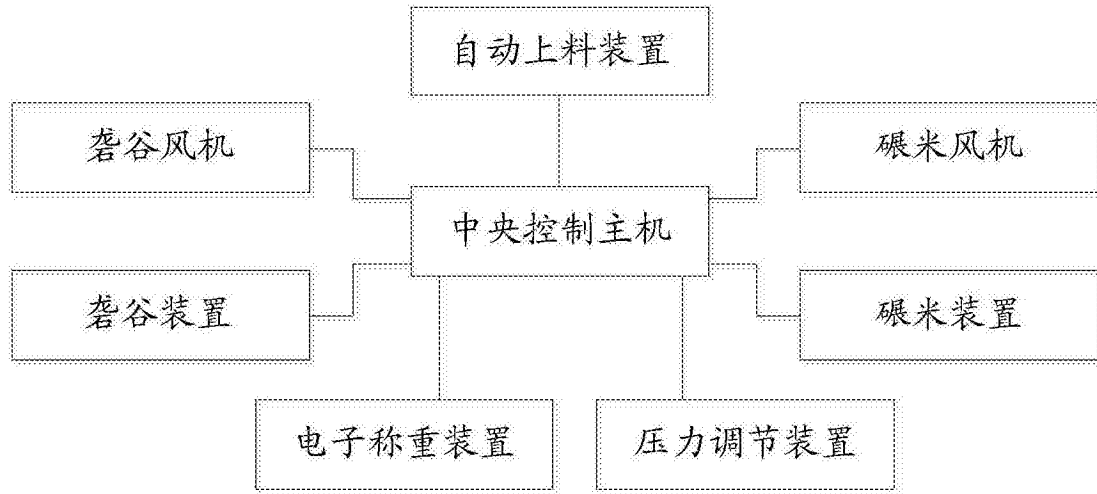 自动上料装置
砻谷风机
碾米风机
中央控制主机
砻谷装置
碾米装置
电子称重装置
压力调节装置